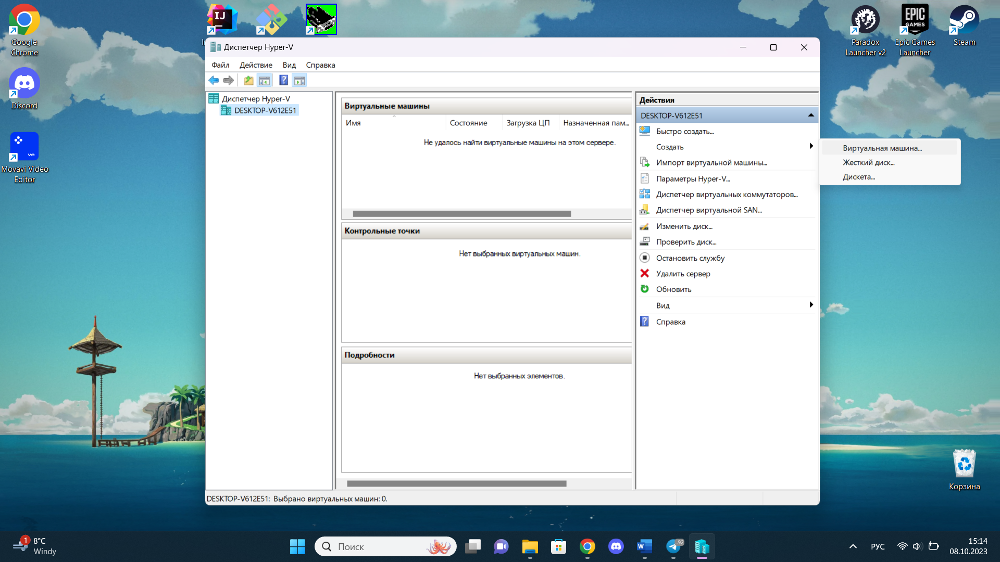 Google
Chrome
Discord
ve
Movavi Video
Editor
IJ
Paradox
Launcher v2
EPIC
GAMES
Epic Games
Launcher
Steam
Диспетчер Hyper-V
Файл Действие Вид Справка
Диспетчер Hyper-V
DESKTOP-V612E51
Виртуальные машины
Имя Состояние Загрузка ЦП Назначенная пам...
Не удалось найти виртуальные машины на этом сервере.
Контрольные точки
Нет выбранных виртуальных машин.
Подробности
Нет выбранных элементов.
Действия
DESKTOP-V612E51
Быстро создать...
Создать
Импорт виртуальной машины...
Параметры Hyper-V...
Диспетчер виртуальных коммутаторов...
Диспетчер виртуальной SAN...
Изменить диск...
Проверить диск...
Остановить службу
Удалить сервер
Обновить
Вид
Справка
Виртуальная машина...
Жесткий диск...
Дискета...
DESKTOP-V612E51: Выбрано виртуальных машин: 0.
Корзина
1
8°C
Windy
Поиск
W
92
РУС
15:14
08.10.2023